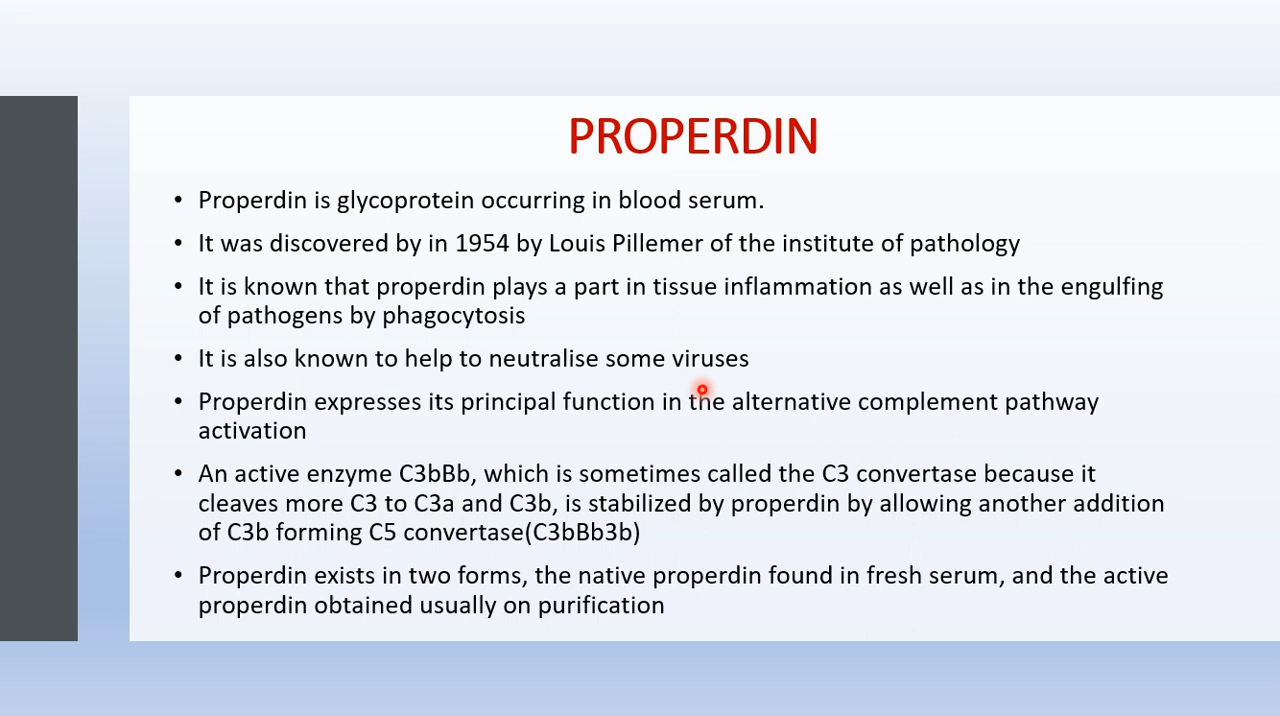 PROPERDIN
• Properdin is glycoprotein occurring in blood serum.
• It was discovered by in 1954 by Louis Pillemer of the institute of pathology
• It is known that properdin plays a part in tissue inflammation as well as in the engulfing
of pathogens by phagocytosis
• It is also known to help to neutralise some viruses
• Properdin expresses its principal function in the alternative complement pathway
activation
• An active enzyme C3bBb, which is sometimes called the C3 convertase because it
cleaves more C3 to C3a and C3b, is stabilized by properdin by allowing another addition
of C3b forming C5 convertase(C3bBb3b)
• Properdin exists in two forms, the native properdin found in fresh serum, and the active
properdin obtained usually on purification